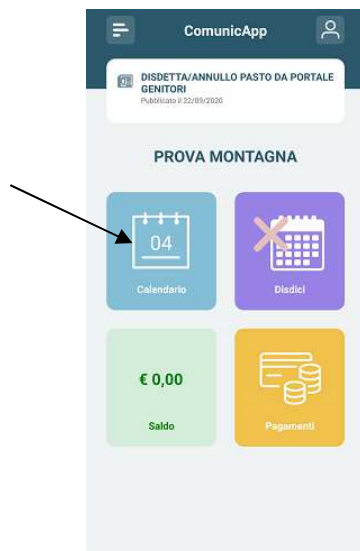 ComunicApp
DISDETTA/ANNULLO PASTO DA PORTALE
GENITORI
Pubblicato il 22/09/2020
PROVA MONTAGNA
04
Calendario
Disdici
€ 0,00
Saldo
Pagamenti